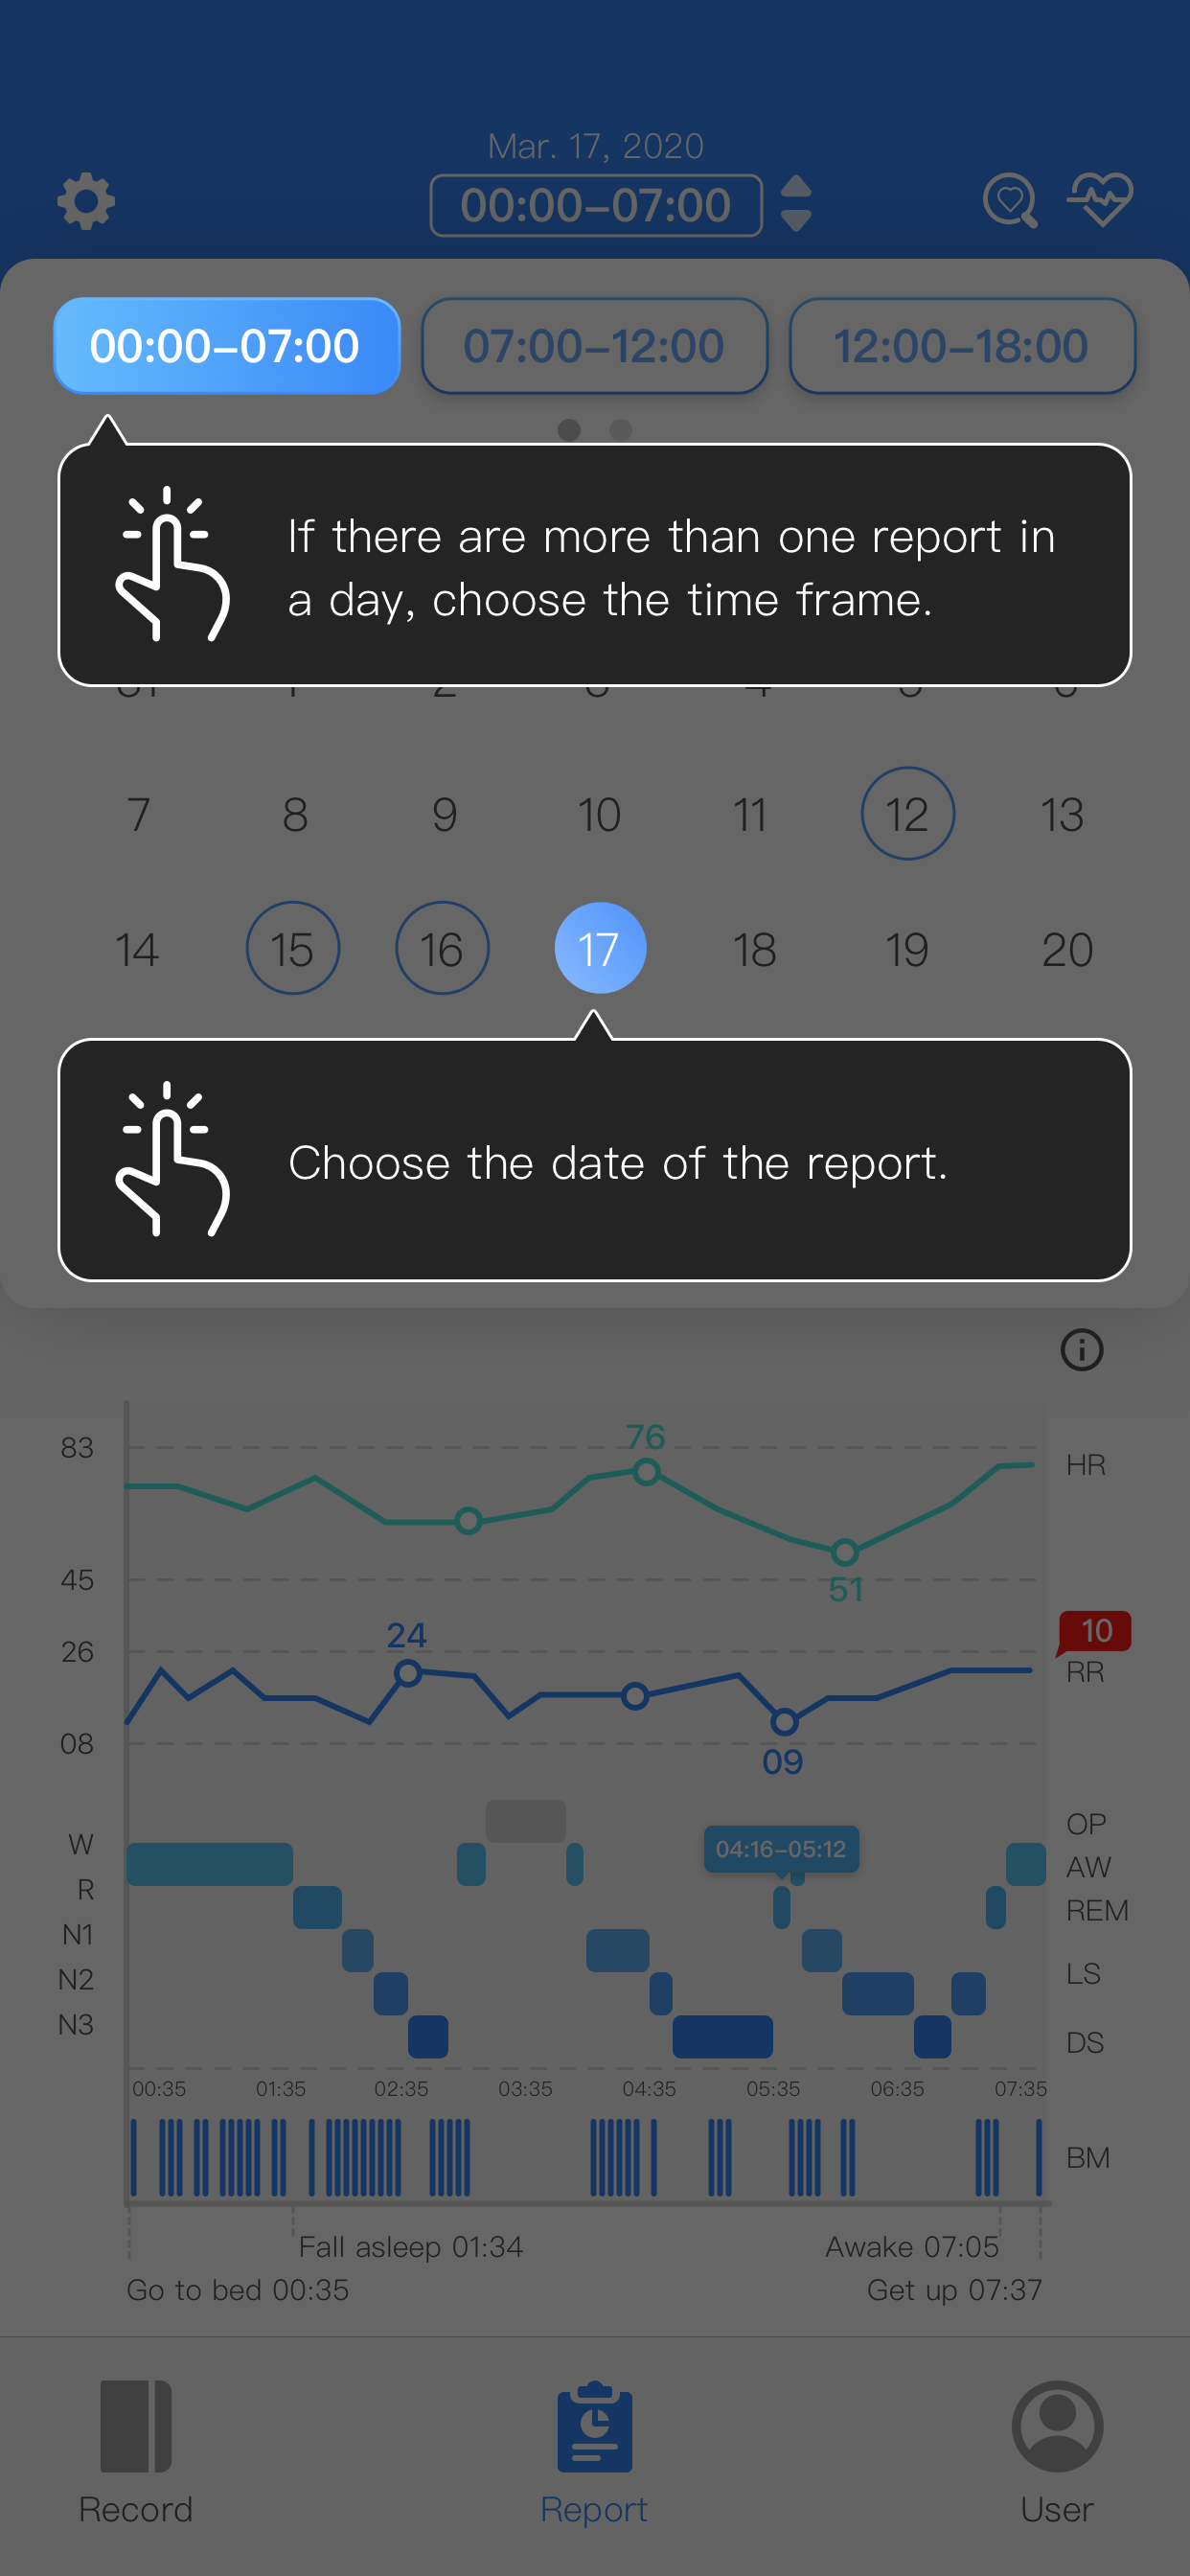 Mar. 17, 2020
00:00–07:00
00:00–07:00 07:00–12:00 12:00–18:00
If there are more than one report in
a day, choose the time frame.
7 8 9 10 11 12 13
14 15 16 17 18 19 20
Choose the date of the report.
76
83
HR
45
51
24
10
26
RR
08
09
OP
W
04:16–05:12
AW
R
REM
N1
LS
N2
N3
DS
00:35 01:35 02:35 03:35 04:35 05:35 06:35 07:35
BM
Fall asleep 01:34 Awake 07:05
Go to bed 00:35 Get up 07:37
Record Report User